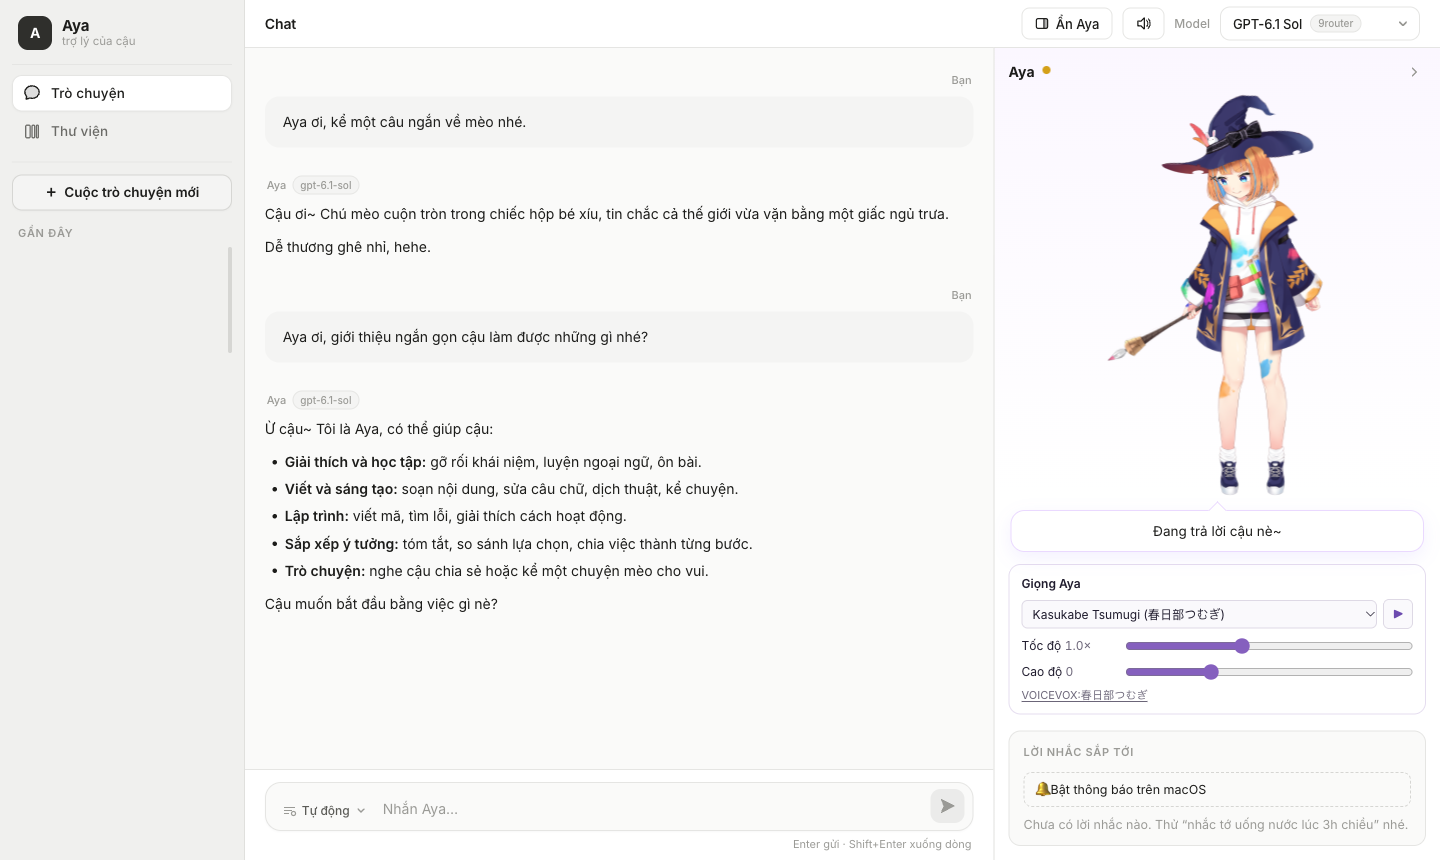 A
Aya
trợ lý của cậu
Trò chuyện
Thư viện
+ Cuộc trò chuyện mới
GẦN ĐÂY
Chat
Ẩn Aya
Model
GPT-6.1 Sol 9router
Bạn
Aya ơi, kể một câu ngắn về mèo nhé.
Aya gpt-6.1-sol
Cậu ơi~ Chú mèo cuộn tròn trong chiếc hộp bé xíu, tin chắc cả thế giới vừa vặn bằng một giấc ngủ trưa.
Dễ thương ghê nhỉ, hehe.
Bạn
Aya ơi, giới thiệu ngắn gọn cậu làm được những gì nhé?
Aya gpt-6.1-sol
Ừ cậu~ Tôi là Aya, có thể giúp cậu:
• Giải thích và học tập: gỡ rối khái niệm, luyện ngoại ngữ, ôn bài.
• Viết và sáng tạo: soạn nội dung, sửa câu chữ, dịch thuật, kể chuyện.
• Lập trình: viết mã, tìm lỗi, giải thích cách hoạt động.
• Sắp xếp ý tưởng: tóm tắt, so sánh lựa chọn, chia việc thành từng bước.
• Trò chuyện: nghe cậu chia sẻ hoặc kể một chuyện mèo cho vui.
Cậu muốn bắt đầu bằng việc gì nè?
Tự động
Nhắn Aya...
Enter gửi · Shift+Enter xuống dòng
Aya
Đang trả lời cậu nè~
Giọng Aya
Kasukabe Tsumugi (春日部つむぎ)
Tốc độ 1.0×
Cao độ 0
VOICEVOX:春日部つむぎ
LỜI NHẮC SẮP TỚI
Bật thông báo trên macOS
Chưa có lời nhắc nào. Thử “nhắc tớ uống nước lúc 3h chiều” nhé.